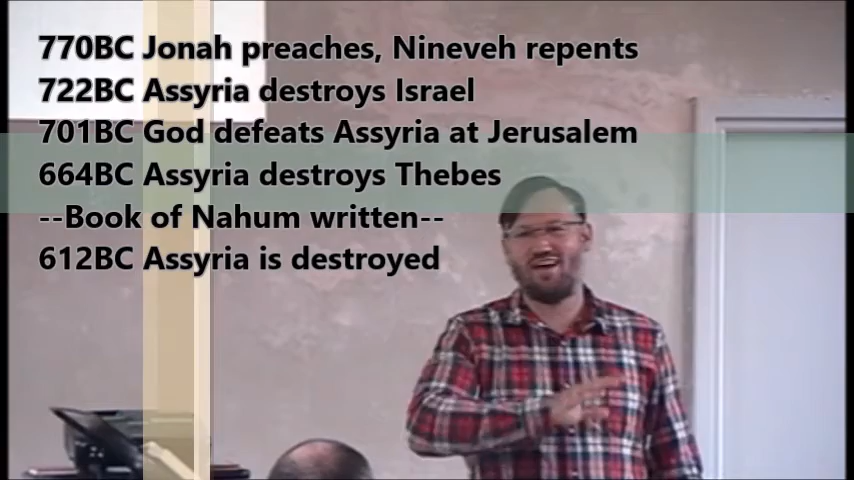 770BC Jonah preaches, Nineveh repents
722BC Assyria destroys Israel
701BC God defeats Assyria at Jerusalem
664BC Assyria destroys Thebes
--Book of Nahum written--
612BC Assyria is destroyed